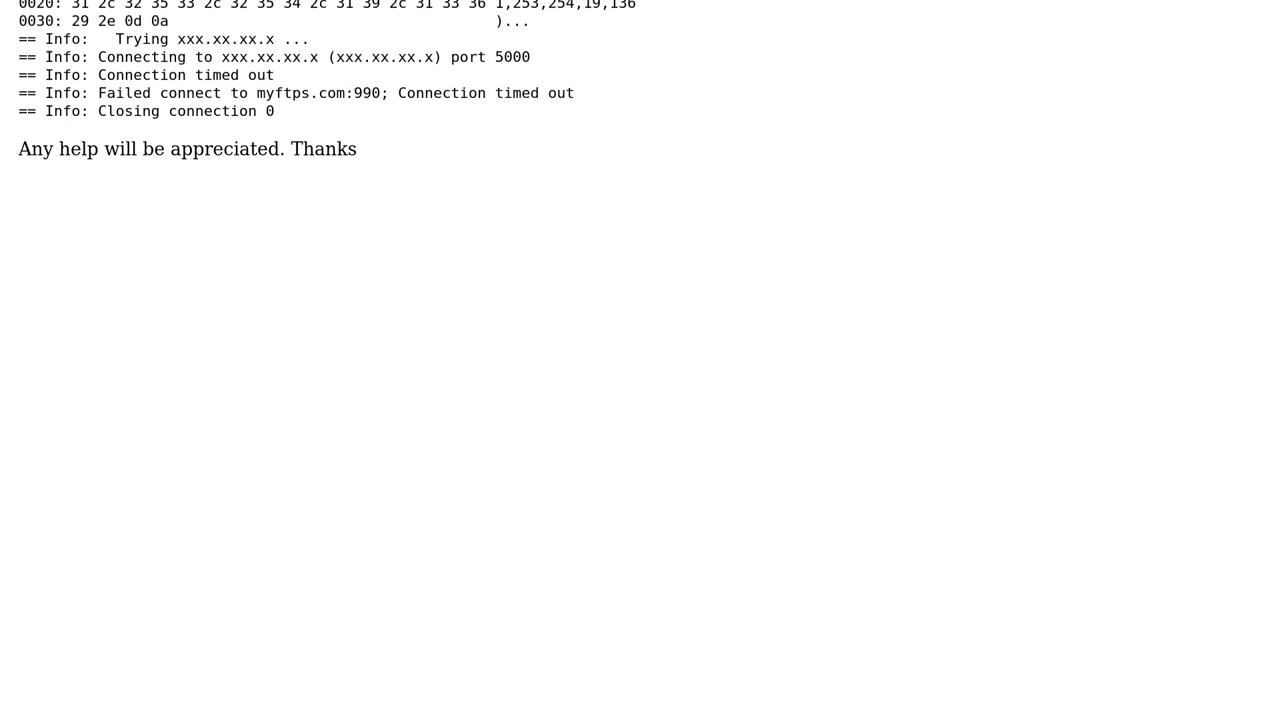 0020: 31 2c 32 35 33 2c 32 35 34 2c 31 39 2c 31 33 36 1,253,254,19,136
0030: 29 2e 0d 0a                                     )...
== Info:   Trying xxx.xx.xx.x ...
== Info: Connecting to xxx.xx.xx.x (xxx.xx.xx.x) port 5000
== Info: Connection timed out
== Info: Failed connect to myftps.com:990; Connection timed out
== Info: Closing connection 0
Any help will be appreciated. Thanks